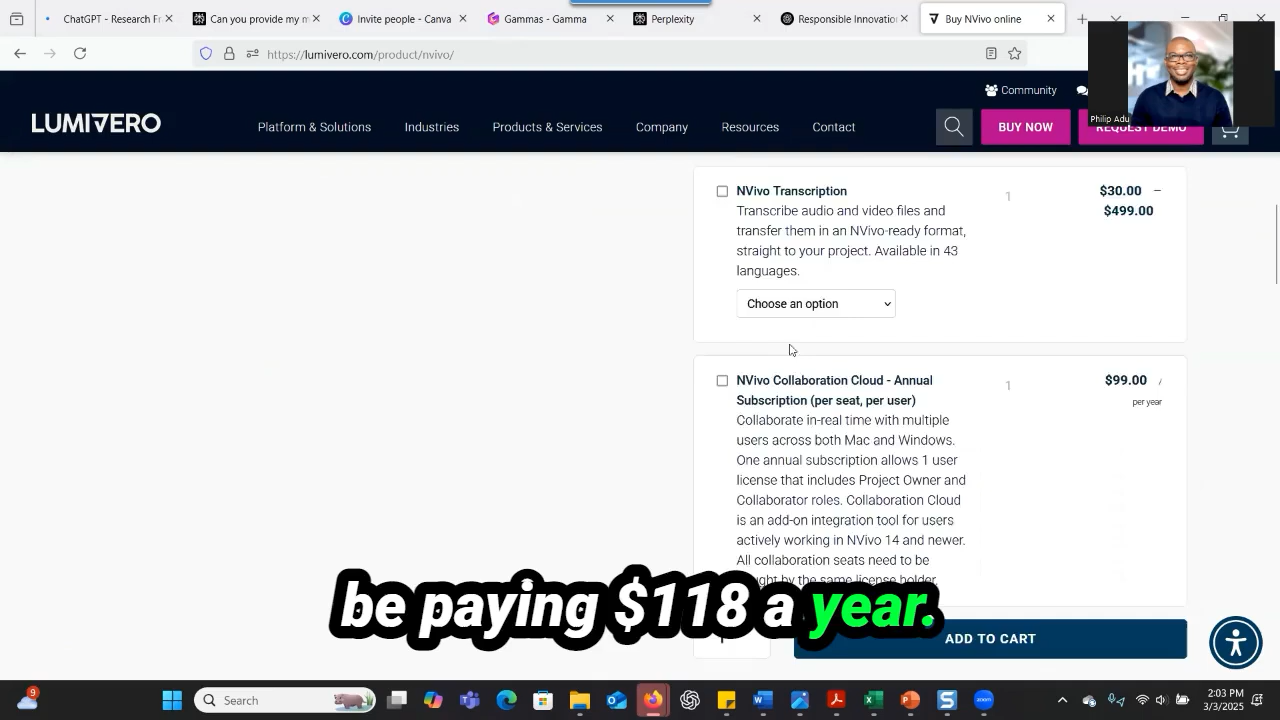 ChatGPT - Research Fr
Can you provide my m
Invite people - Canva
Gammas - Gamma
Perplexity
Responsible Innovation
Buy NVivo online
https://lumivero.com/product/nvivo/
Philip Adu
Community
LUMIVERO
Platform & Solutions
Industries
Products & Services
Company
Resources
Contact
BUY NOW
REQUEST DEMO
NVivo Transcription
1
$30.00 –
$499.00
Transcribe audio and video files and
transfer them in an NVivo-ready format,
straight to your project. Available in 43
languages.
Choose an option
NVivo Collaboration Cloud - Annual
Subscription (per seat, per user)
1
$99.00 /
per year
Collaborate in-real time with multiple
users across both Mac and Windows.
One annual subscription allows 1 user
license that includes Project Owner and
Collaborator roles. Collaboration Cloud
is an add-on integration tool for users
actively working in NVivo 14 and newer.
All collaboration seats need to be
by the same license holder
be paying $118 a year.
ADD TO CART
9
Search
2:03 PM
3/3/2025